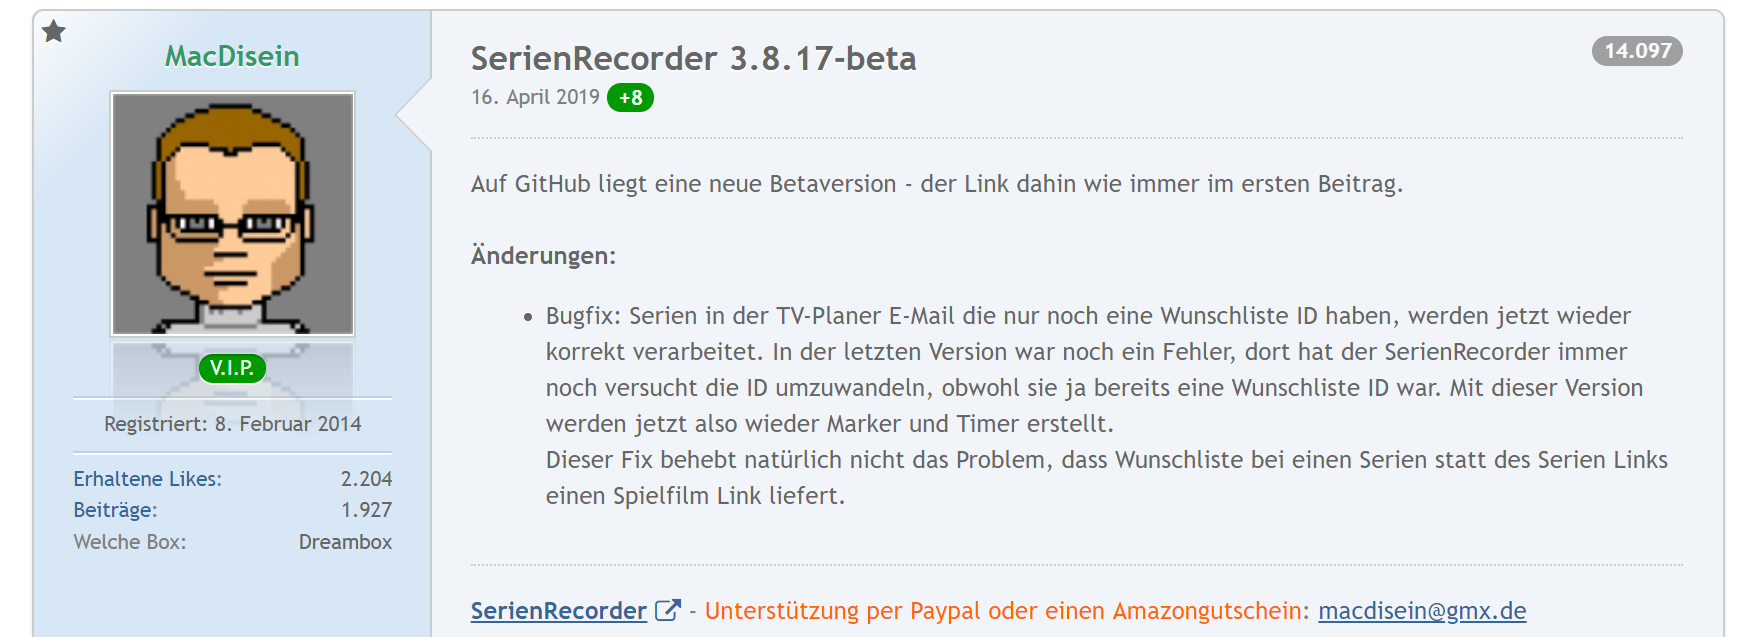 MacDisein
V.I.P.
Registriert: 8. Februar 2014
Erhaltene Likes: 2.204
Beiträge: 1.927
Welche Box: Dreambox
SerienRecorder 3.8.17-beta
14.097
16. April 2019 +8
Auf GitHub liegt eine neue Betaversion - der Link dahin wie immer im ersten Beitrag.
Änderungen:
• Bugfix: Serien in der TV-Planer E-Mail die nur noch eine Wunschliste ID haben, werden jetzt wieder
korrekt verarbeitet. In der letzten Version war noch ein Fehler, dort hat der SerienRecorder immer
noch versucht die ID umzuwandeln, obwohl sie ja bereits eine Wunschliste ID war. Mit dieser Version
werden jetzt also wieder Marker und Timer erstellt.
Dieser Fix behebt natürlich nicht das Problem, dass Wunschliste bei einen Serien statt des Serien Links
einen Spielfilm Link liefert.
SerienRecorder - Unterstützung per Paypal oder einen Amazongutschein: macdisein@gmx.de